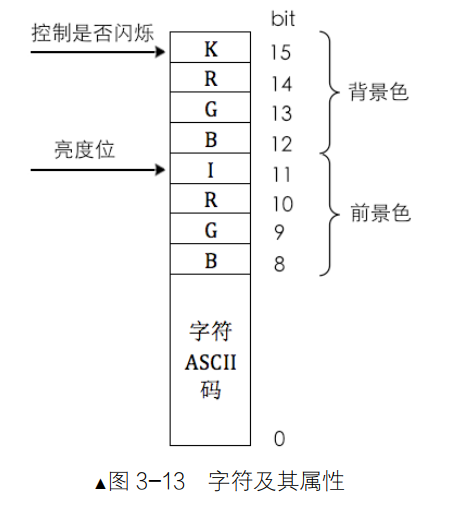 bit
控制是否闪烁
K 15
R 14
G 13
B 12
背景色
亮度位
I 11
R 10
G 9
B 8
前景色
字符
ASCII
码
0
▲图 3-13 字符及其属性